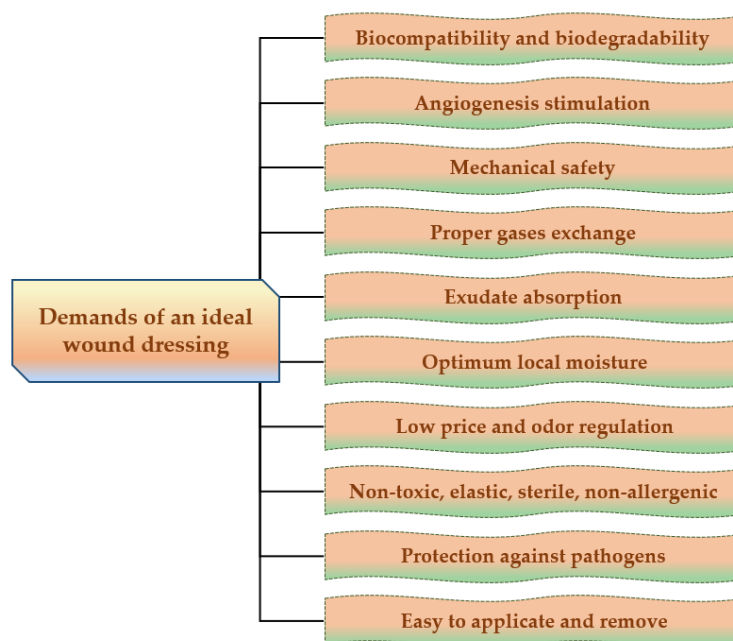 Biocompatibility and biodegradability
Angiogenesis stimulation
Mechanical safety
Proper gases exchange
Demands of an ideal
wound dressing
Exudate absorption
Optimum local moisture
Low price and odor regulation
Non-toxic, elastic, sterile, non-allergenic
Protection against pathogens
Easy to applicate and remove